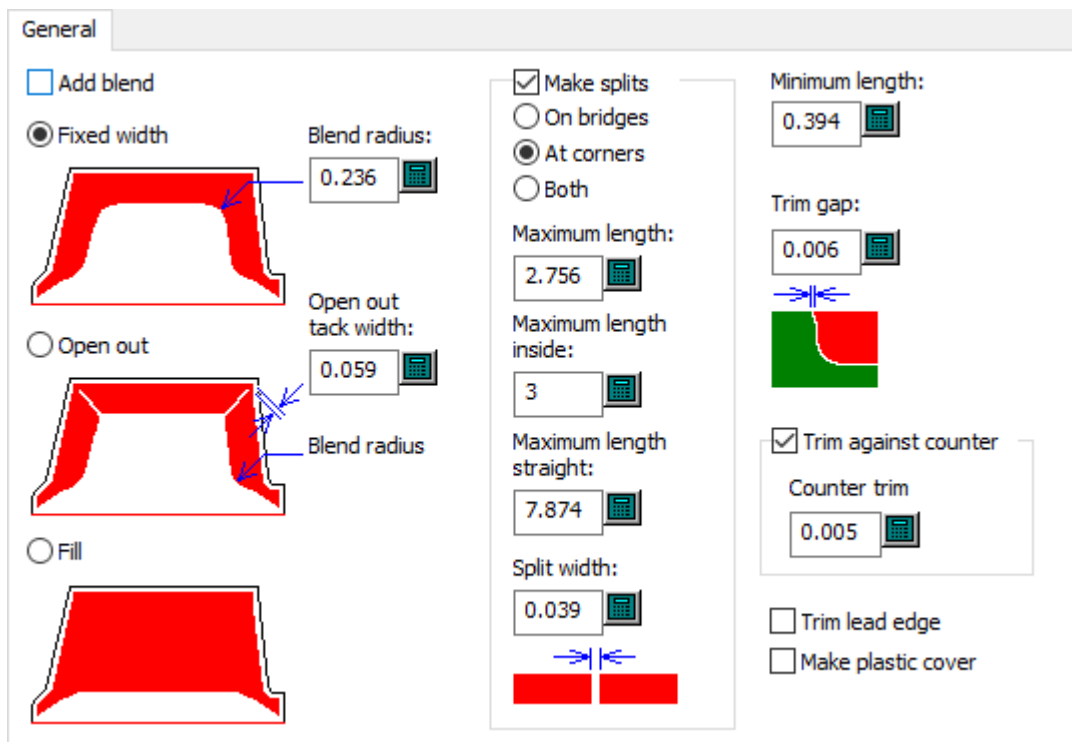 General
Add blend
Fixed width
Blend radius:
0.236
Open out
tack width:
0.059
Open out
Blend radius
Fill
Make splits
On bridges
At corners
Both
Maximum length:
2.756
Maximum length
inside:
3
Maximum length
straight:
7.874
Split width:
0.039
Minimum length:
0.394
Trim gap:
0.006
Trim against counter
Counter trim
0.005
Trim lead edge
Make plastic cover